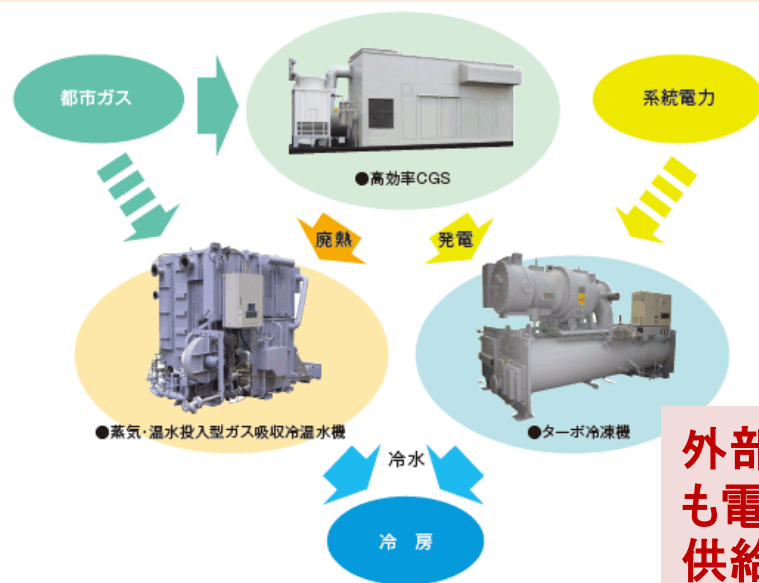 都市ガス
系統電力
●高効率CGS
廃熱
発電
●蒸気・温水投入型ガス吸収冷温水機
●ターボ冷凍機
冷水
冷 房
外部
も電
供給